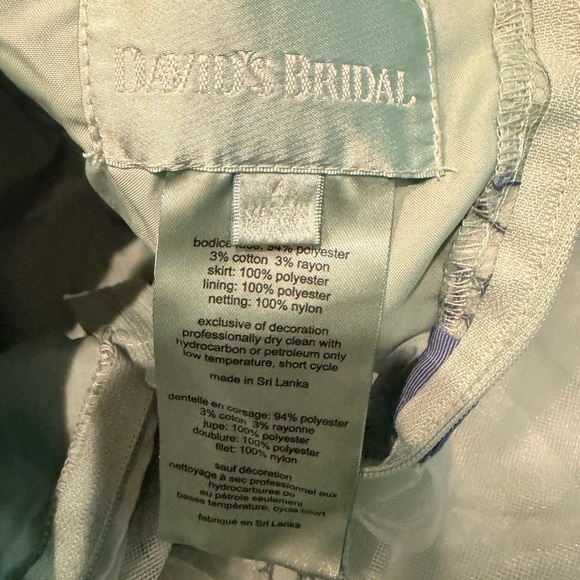 DAVID'S BRIDAL
4
bodice lace: 94% polyester
3% cotton 3% rayon
skirt: 100% polyester
lining: 100% polyester
netting: 100% nylon
exclusive of decoration
professionally dry clean with
hydrocarbon or petroleum only
low temperature, short cycle
made in Sri Lanka
dentelle en corsage: 94% polyester
3% coton 3% rayonne
jupe: 100% polyester
doublure: 100% polyester
filet: 100% nylon
sauf décoration
nettoyage à sec professionnel aux
hydrocarbures ou
au pétrole seulement
basse température, cycle court
fabriqué en Sri Lanka